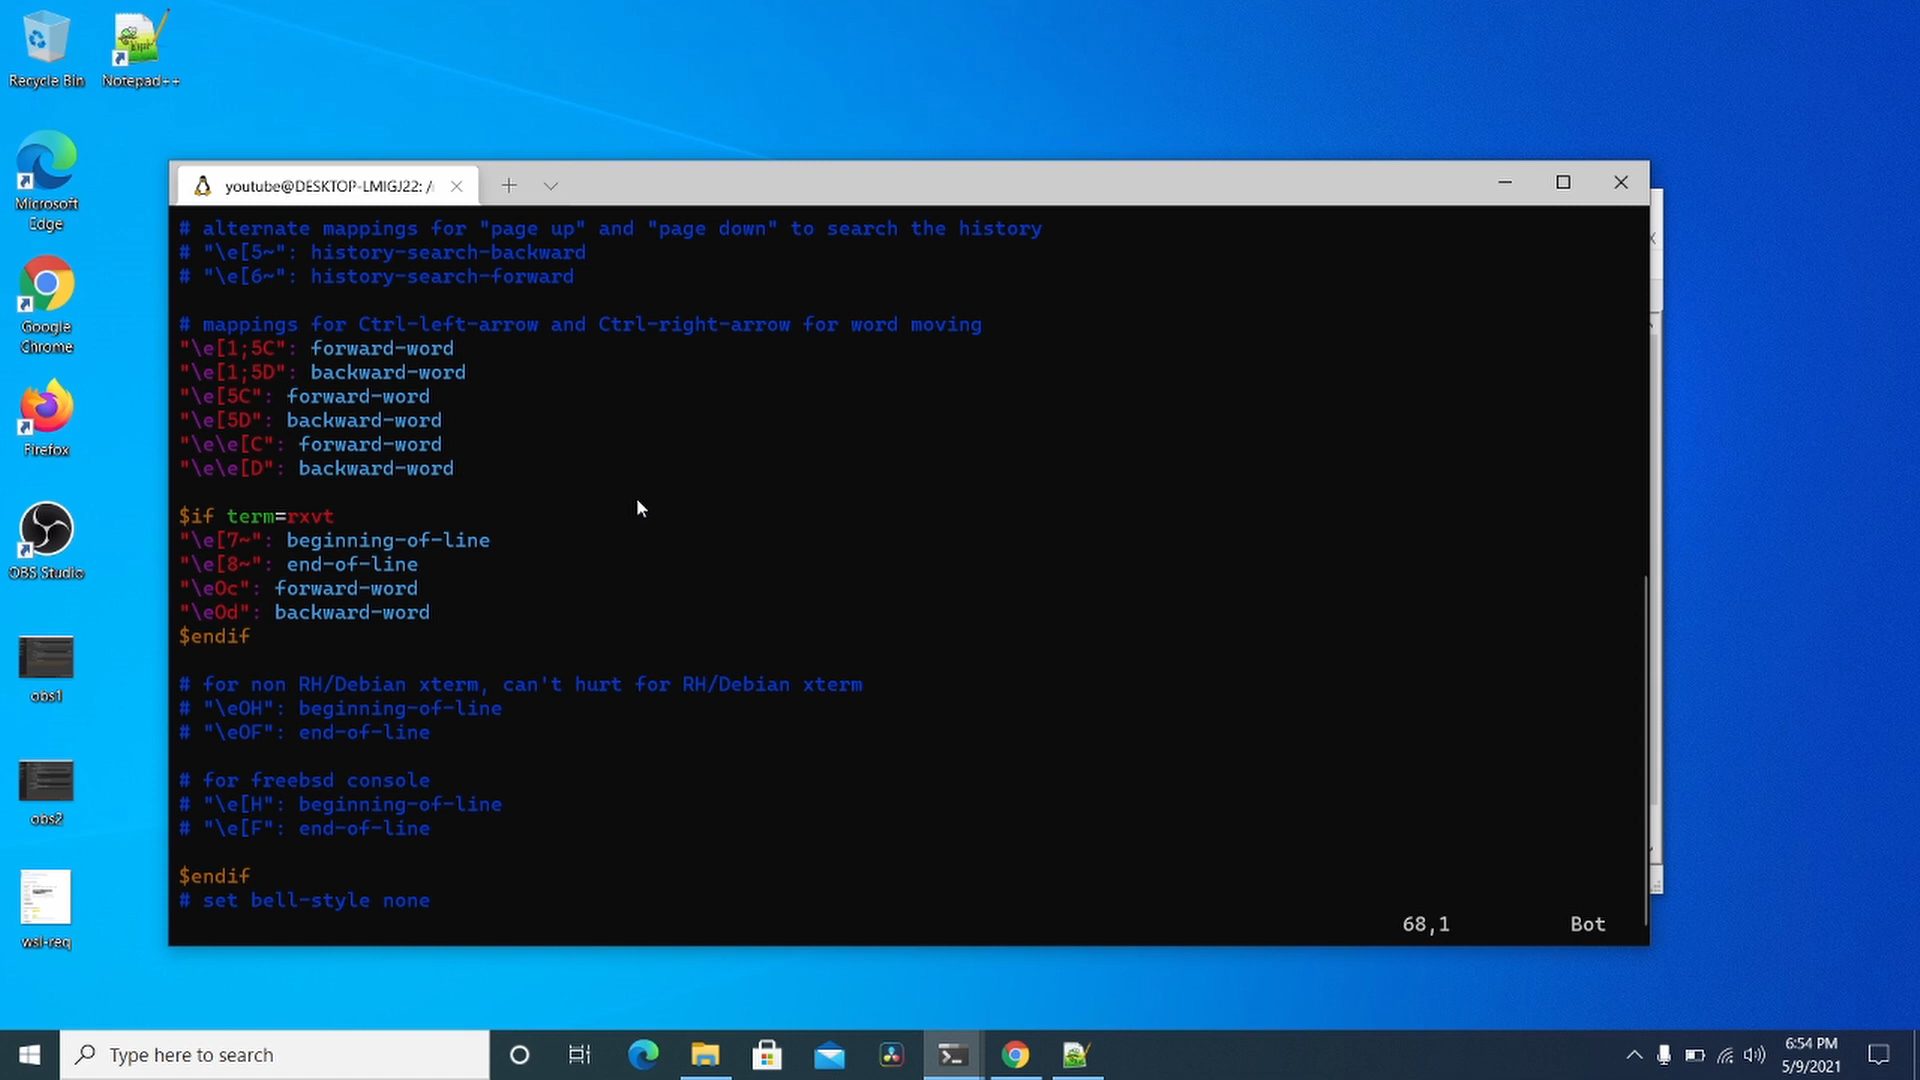 Recycle Bin
Notepad++
Microsoft
Edge
Google
Chrome
Firefox
OBS Studio
obs1
obs2
wsl-req
youtube@DESKTOP-LMIGJ22: /
# alternate mappings for "page up" and "page down" to search the history
# "\e[5~": history-search-backward
# "\e[6~": history-search-forward
# mappings for Ctrl-left-arrow and Ctrl-right-arrow for word moving
"\e[1;5C": forward-word
"\e[1;5D": backward-word
"\e[5C": forward-word
"\e[5D": backward-word
"\e\e[C": forward-word
"\e\e[D": backward-word
$if term=rxvt
"\e[7~": beginning-of-line
"\e[8~": end-of-line
"\eOc": forward-word
"\eOd": backward-word
$endif
# for non RH/Debian xterm, can't hurt for RH/Debian xterm
# "\eOH": beginning-of-line
# "\eOF": end-of-line
# for freebsd console
# "\e[H": beginning-of-line
# "\e[F": end-of-line
$endif
# set bell-style none
68,1 Bot
Type here to search
6:54 PM
5/9/2021